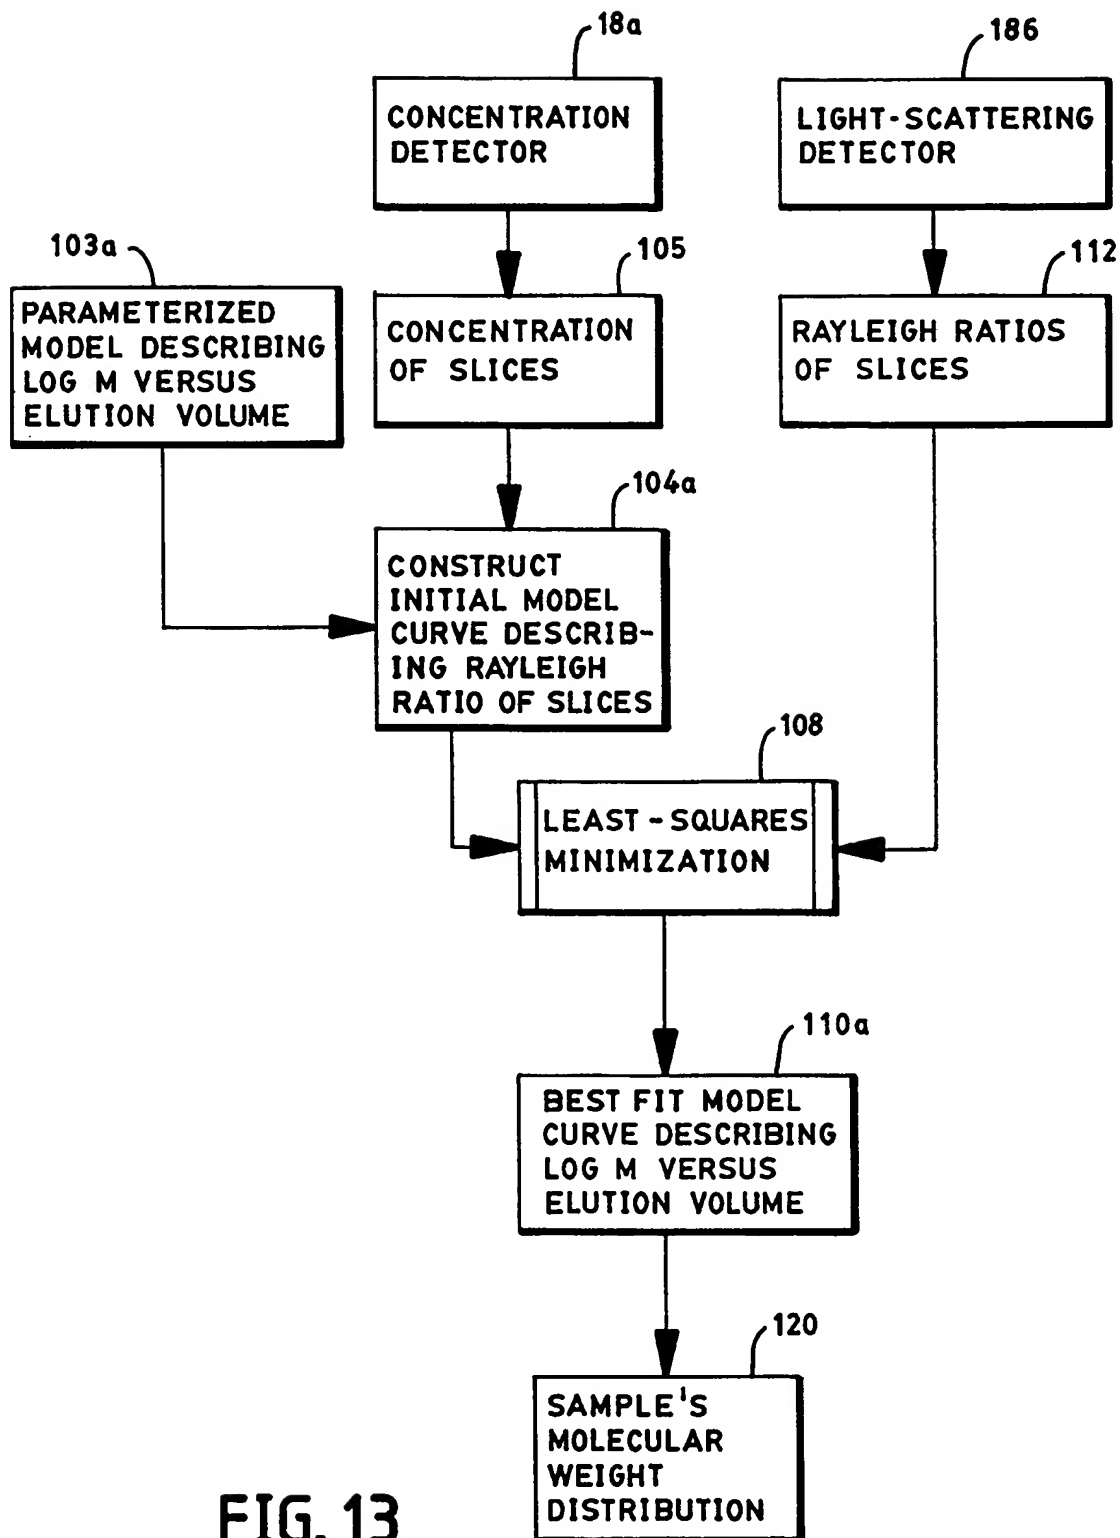 18a
186
CONCENTRATION
DETECTOR
LIGHT-SCATTERING
DETECTOR
103a
105
112
PARAMETERIZED
MODEL DESCRIBING
LOG M VERSUS
ELUTION VOLUME
CONCENTRATION
OF SLICES
RAYLEIGH RATIOS
OF SLICES
104a
CONSTRUCT
INITIAL MODEL
CURVE DESCRIB-
ING RAYLEIGH
RATIO OF SLICES
108
LEAST-SQUARES
MINIMIZATION
110a
BEST FIT MODEL
CURVE DESCRIBING
LOG M VERSUS
ELUTION VOLUME
120
SAMPLE'S
MOLECULAR
WEIGHT
DISTRIBUTION
FIG. 13